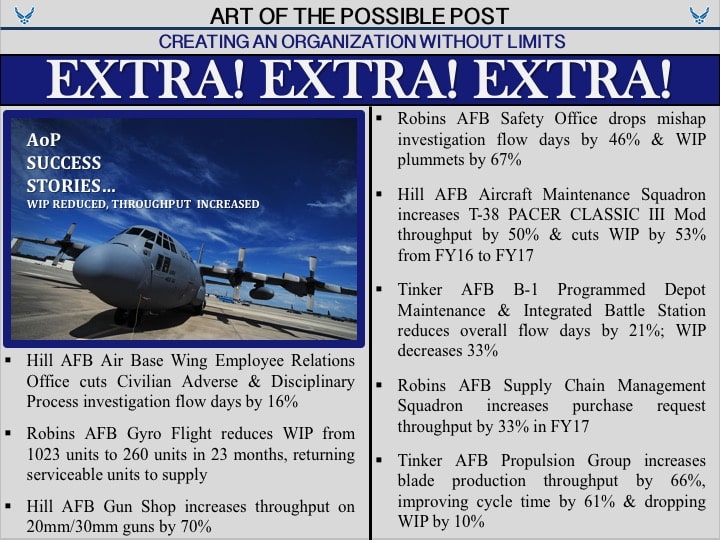 ART OF THE POSSIBLE POST
CREATING AN ORGANIZATION WITHOUT LIMITS
EXTRA! EXTRA! EXTRA!
AoP
SUCCESS
STORIES…
WIP REDUCED, THROUGHPUT INCREASED
▪ Hill AFB Air Base Wing Employee Relations
Office cuts Civilian Adverse & Disciplinary
Process investigation flow days by 16%
▪ Robins AFB Gyro Flight reduces WIP from
1023 units to 260 units in 23 months, returning
serviceable units to supply
▪ Hill AFB Gun Shop increases throughput on
20mm/30mm guns by 70%
▪ Robins AFB Safety Office drops mishap
investigation flow days by 46% & WIP
plummets by 67%
▪ Hill AFB Aircraft Maintenance Squadron
increases T-38 PACER CLASSIC III Mod
throughput by 50% & cuts WIP by 53%
from FY16 to FY17
▪ Tinker AFB B-1 Programmed Depot
Maintenance & Integrated Battle Station
reduces overall flow days by 21%; WIP
decreases 33%
▪ Robins AFB Supply Chain Management
Squadron increases purchase request
throughput by 33% in FY17
▪ Tinker AFB Propulsion Group increases
blade production throughput by 66%,
improving cycle time by 61% & dropping
WIP by 10%